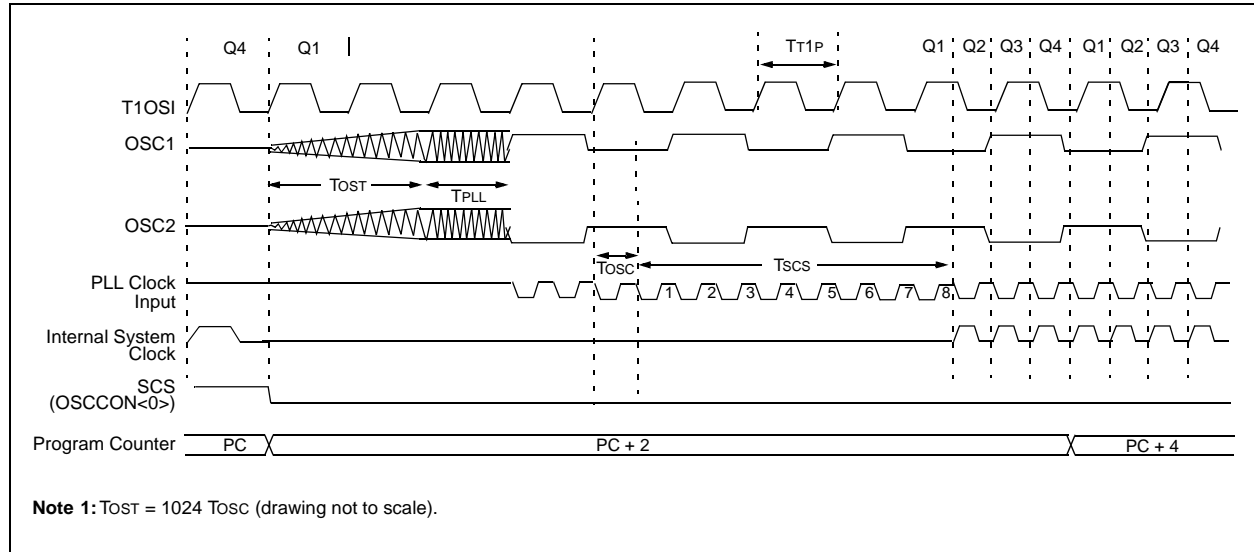 Q4 Q1 TT1P Q1 Q2 Q3 Q4 Q1 Q2 Q3 Q4
T1OSI
OSC1
TOST TPLL
OSC2
TOSC TSCS
PLL Clock
Input
1 2 3 4 5 6 7 8
Internal System
Clock
SCS
(OSCCON<0>)
Program Counter PC PC + 2 PC + 4
Note 1: TOST = 1024 TOSC (drawing not to scale).